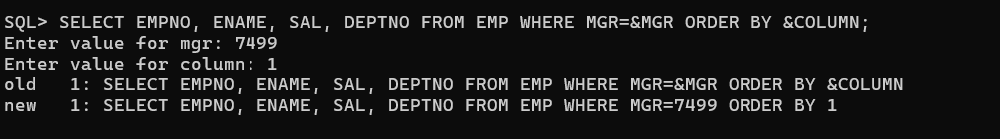 SQL> SELECT EMPNO, ENAME, SAL, DEPTNO FROM EMP WHERE MGR=&MGR ORDER BY &COLUMN;
Enter value for mgr: 7499
Enter value for column: 1
old   1: SELECT EMPNO, ENAME, SAL, DEPTNO FROM EMP WHERE MGR=&MGR ORDER BY &COLUMN
new   1: SELECT EMPNO, ENAME, SAL, DEPTNO FROM EMP WHERE MGR=7499 ORDER BY 1